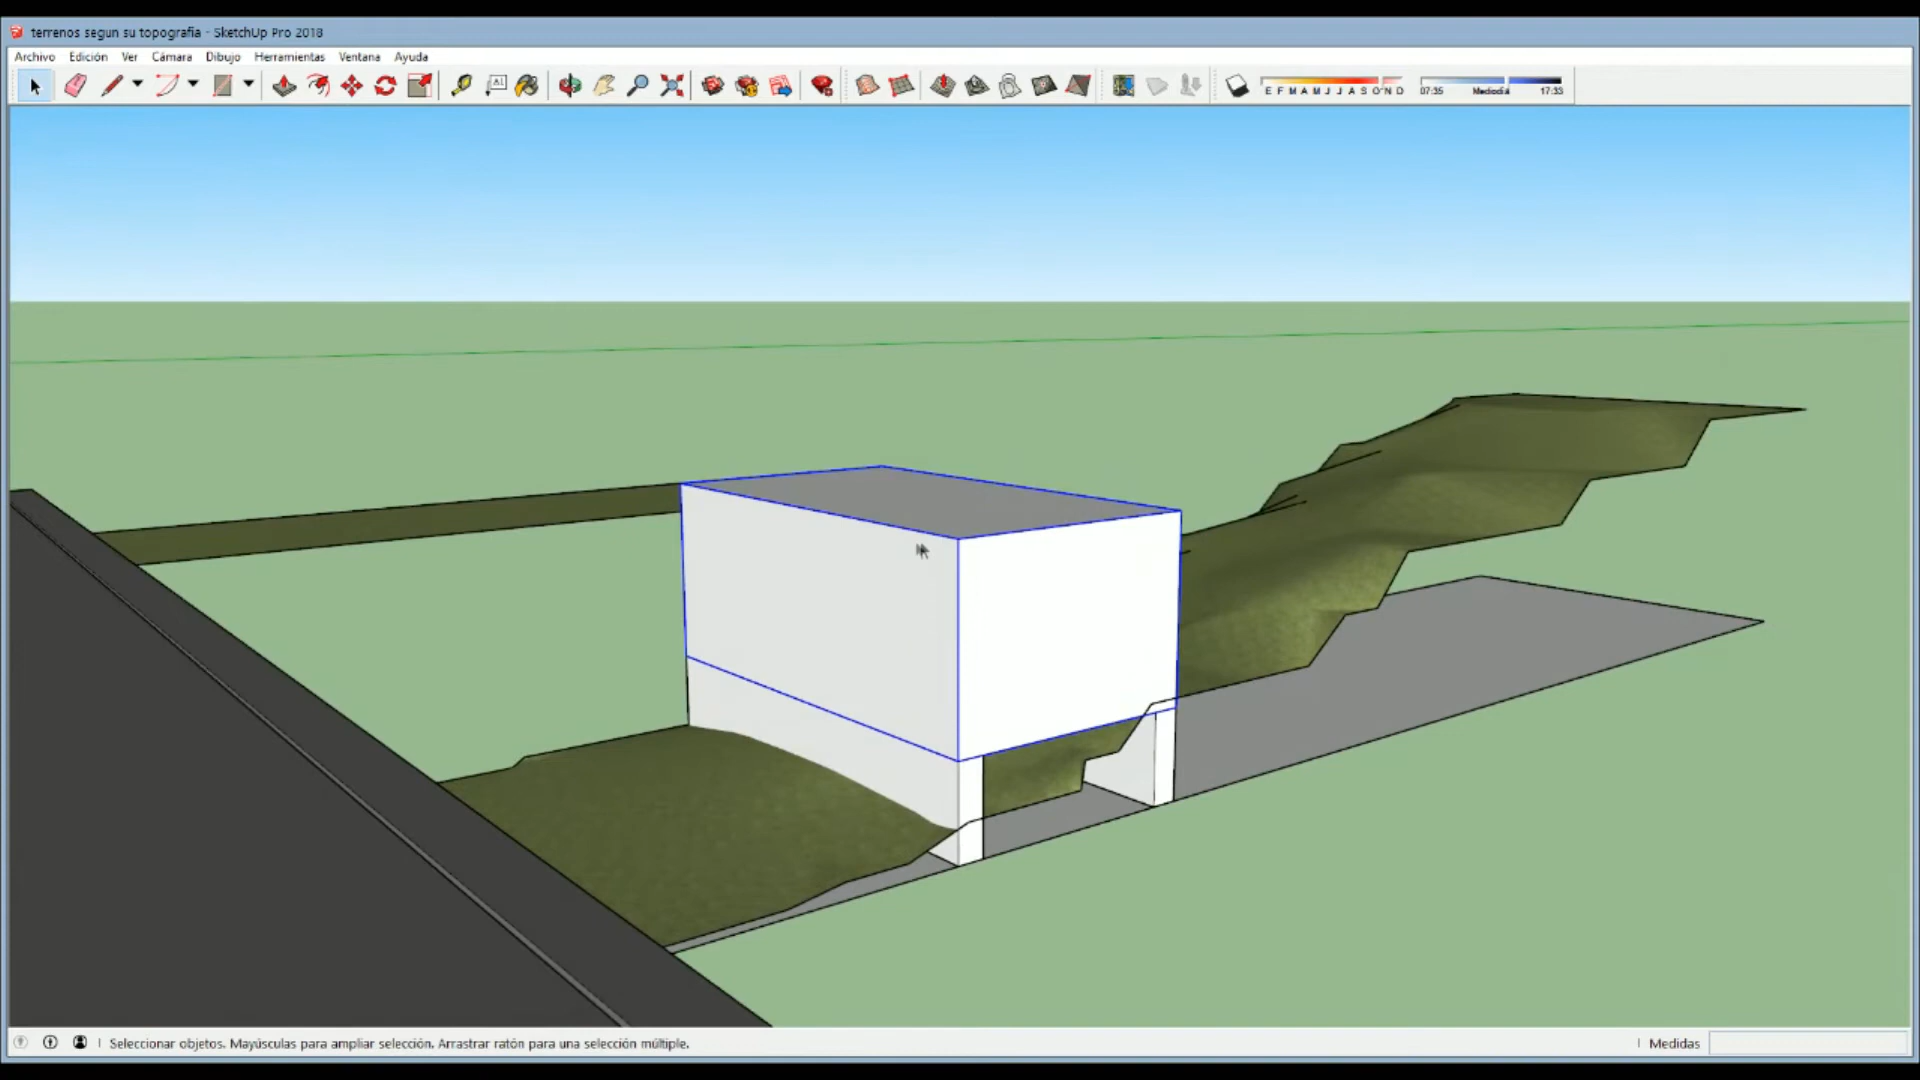 terrenos segun su topografia - SketchUp Pro 2018
Archivo Edición Ver Cámara Dibujo Herramientas Ventana Ayuda
A1
E F M A M J J A S O N D 07:35 Mediodía 17:33
Seleccionar objetos. Mayúsculas para ampliar selección. Arrastrar ratón para una selección múltiple.
Medidas